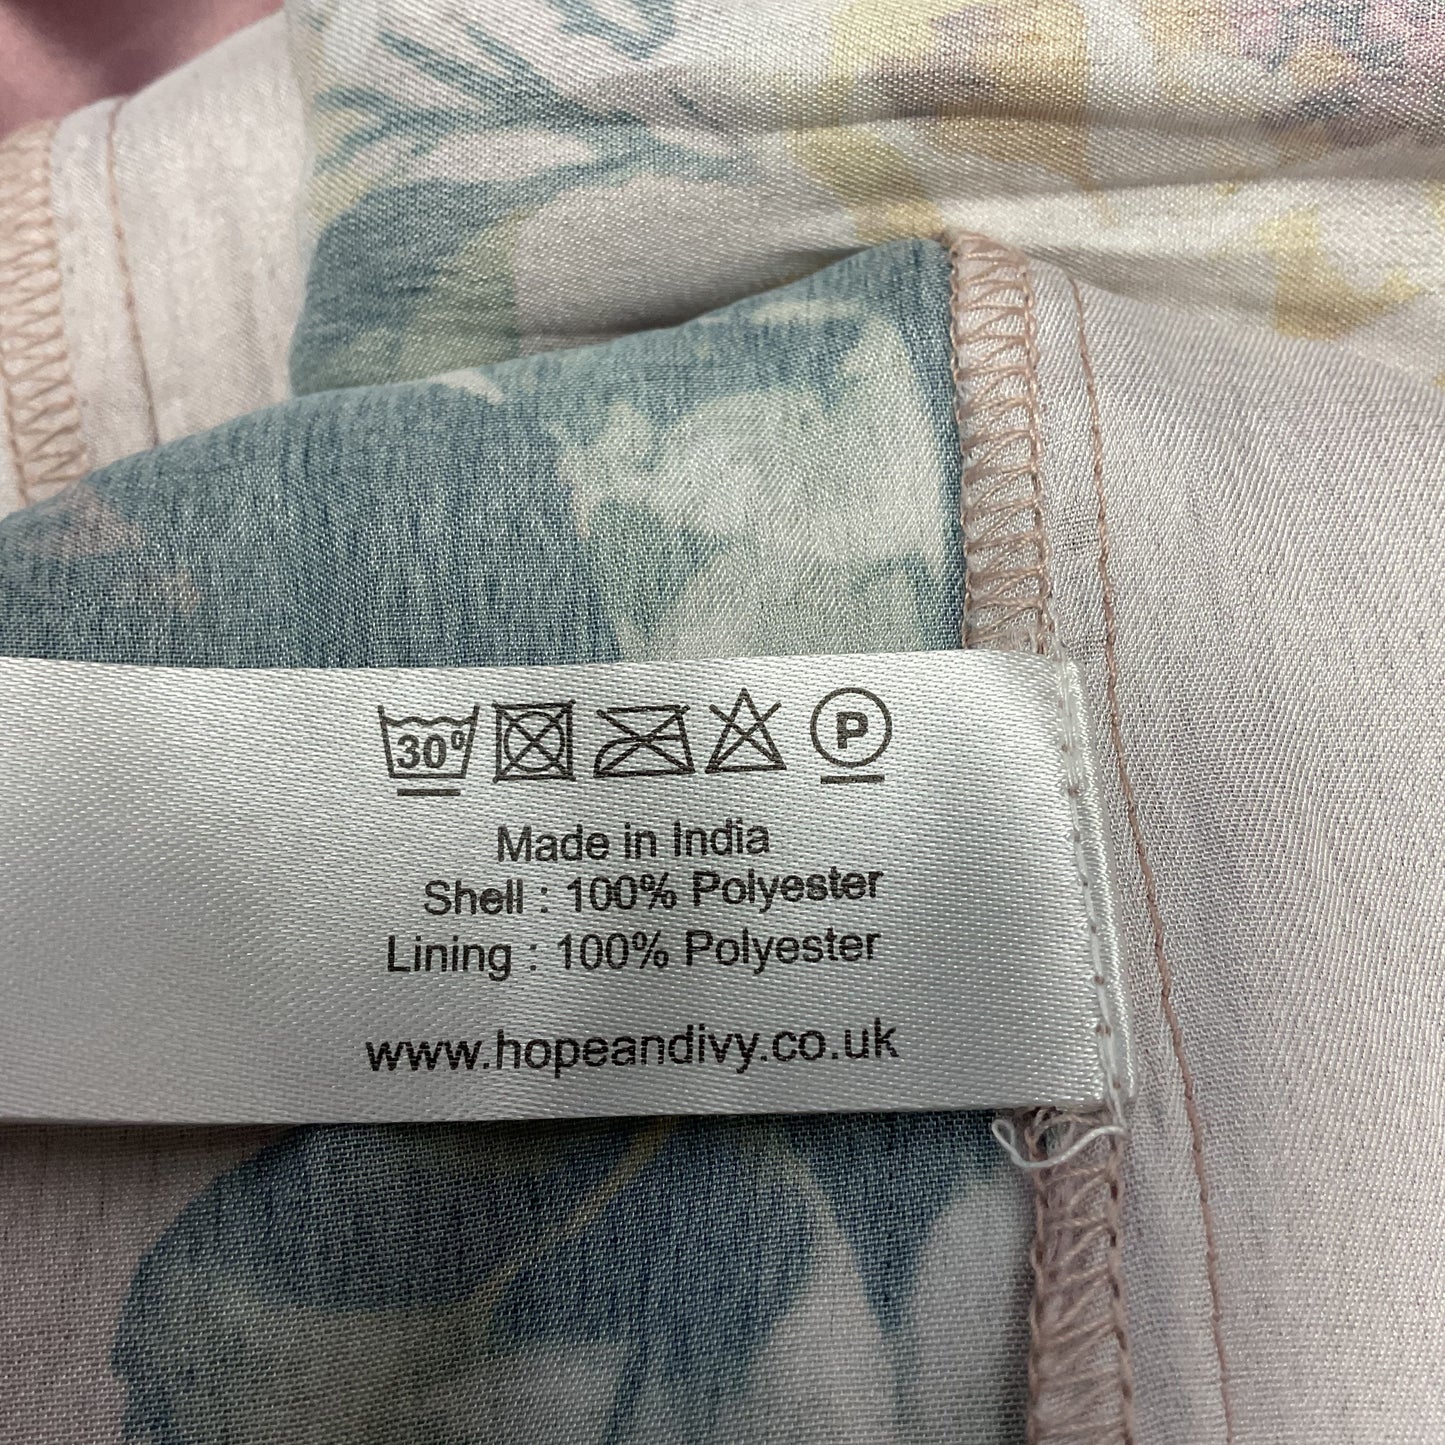 30° P
Made in India
Shell : 100% Polyester
Lining : 100% Polyester
www.hopeandivy.co.uk